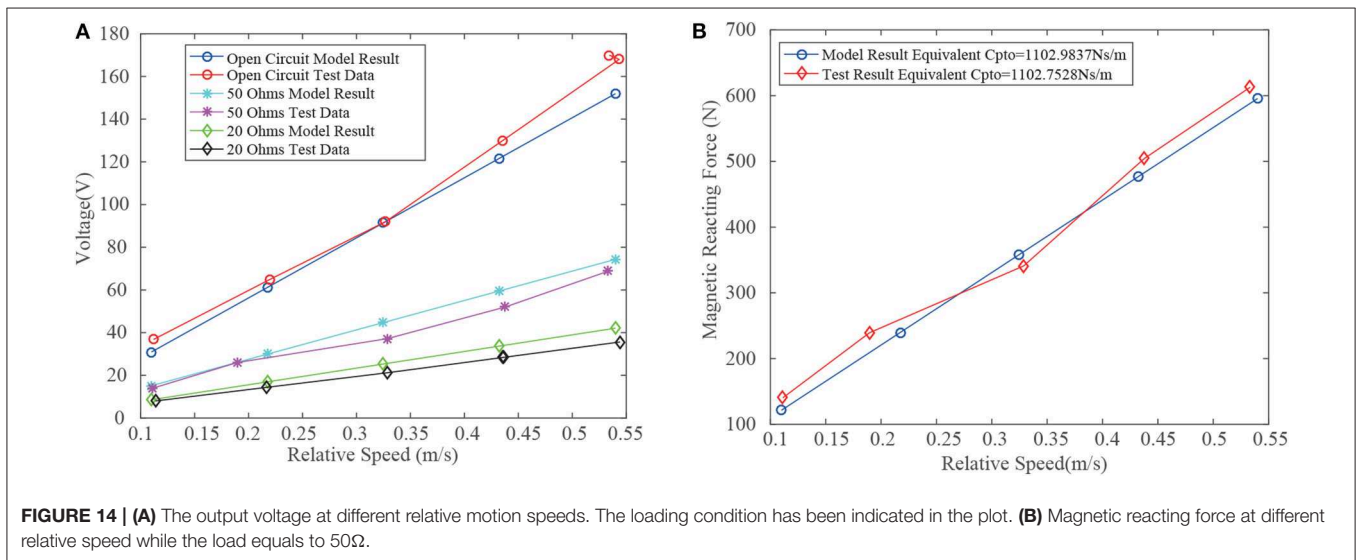 A
180
160
140
120
100
80
60
40
20
0
Voltage(V)
Open Circuit Model Result
Open Circuit Test Data
50 Ohms Model Result
50 Ohms Test Data
20 Ohms Model Result
20 Ohms Test Data
0.1 0.15 0.2 0.25 0.3 0.35 0.4 0.45 0.5 0.55
Relative Speed (m/s)
B
700
600
500
400
300
200
100
Magnetic Reacting Force (N)
Model Result Equivalent Cpto=1102.9837Ns/m
Test Result Equivalent Cpto=1102.7528Ns/m
0.1 0.15 0.2 0.25 0.3 0.35 0.4 0.45 0.5 0.55
Relative Speed(m/s)
FIGURE 14 | (A) The output voltage at different relative motion speeds. The loading condition has been indicated in the plot. (B) Magnetic reacting force at different
relative speed while the load equals to 50Ω.